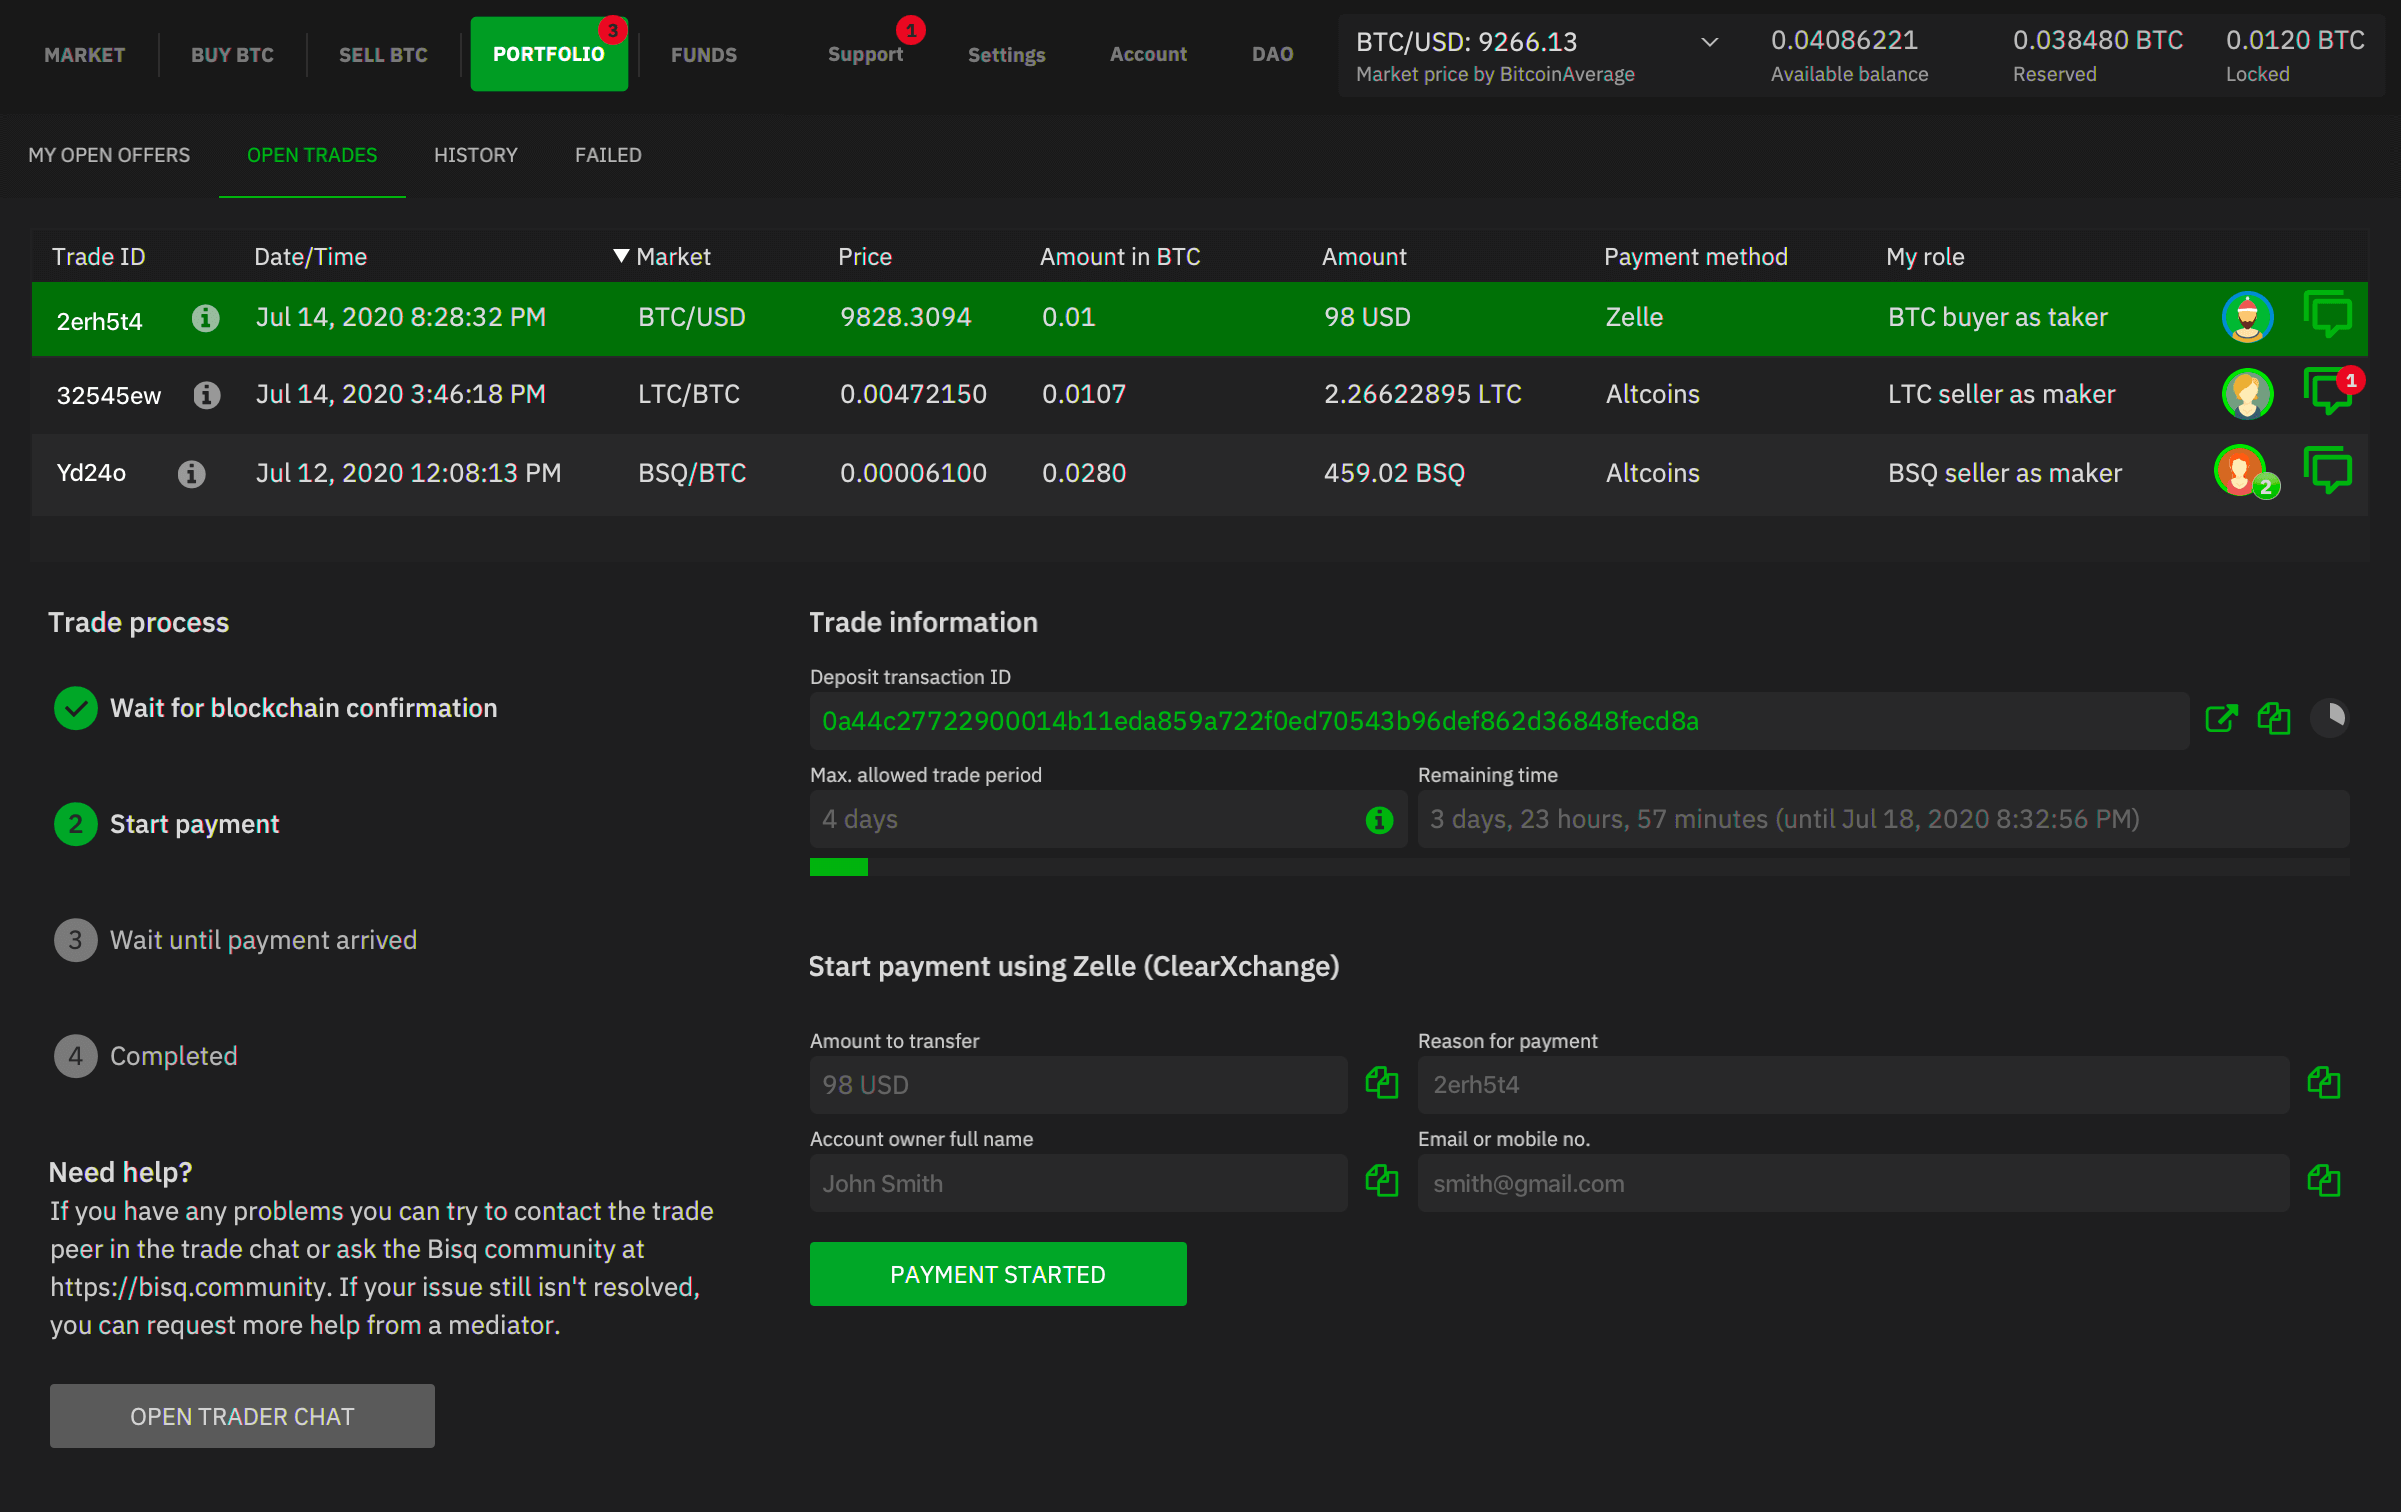 MARKET BUY BTC SELL BTC PORTFOLIO 3 FUNDS Support 1 Settings Account DAO BTC/USD: 9266.13 0.04086221 0.038480 BTC 0.0120 BTC
Market price by BitcoinAverage Available balance Reserved Locked
MY OPEN OFFERS OPEN TRADES HISTORY FAILED
Trade ID Date/Time Market Price Amount in BTC Amount Payment method My role
2erh5t4 Jul 14, 2020 8:28:32 PM BTC/USD 9828.3094 0.01 98 USD Zelle BTC buyer as taker
32545ew Jul 14, 2020 3:46:18 PM LTC/BTC 0.00472150 0.0107 2.26622895 LTC Altcoins LTC seller as maker 1
Yd24o Jul 12, 2020 12:08:13 PM BSQ/BTC 0.00006100 0.0280 459.02 BSQ Altcoins BSQ seller as maker 2
Trade process
Wait for blockchain confirmation
2 Start payment
3 Wait until payment arrived
4 Completed
Need help?
If you have any problems you can try to contact the trade
peer in the trade chat or ask the Bisq community at
https://bisq.community. If your issue still isn't resolved,
you can request more help from a mediator.
OPEN TRADER CHAT
Trade information
Deposit transaction ID
0a44c27722900014b11eda859a722f0ed70543b96def862d36848fecd8a
Max. allowed trade period Remaining time
4 days 3 days, 23 hours, 57 minutes (until Jul 18, 2020 8:32:56 PM)
Start payment using Zelle (ClearXchange)
Amount to transfer Reason for payment
98 USD 2erh5t4
Account owner full name Email or mobile no.
John Smith smith@gmail.com
PAYMENT STARTED